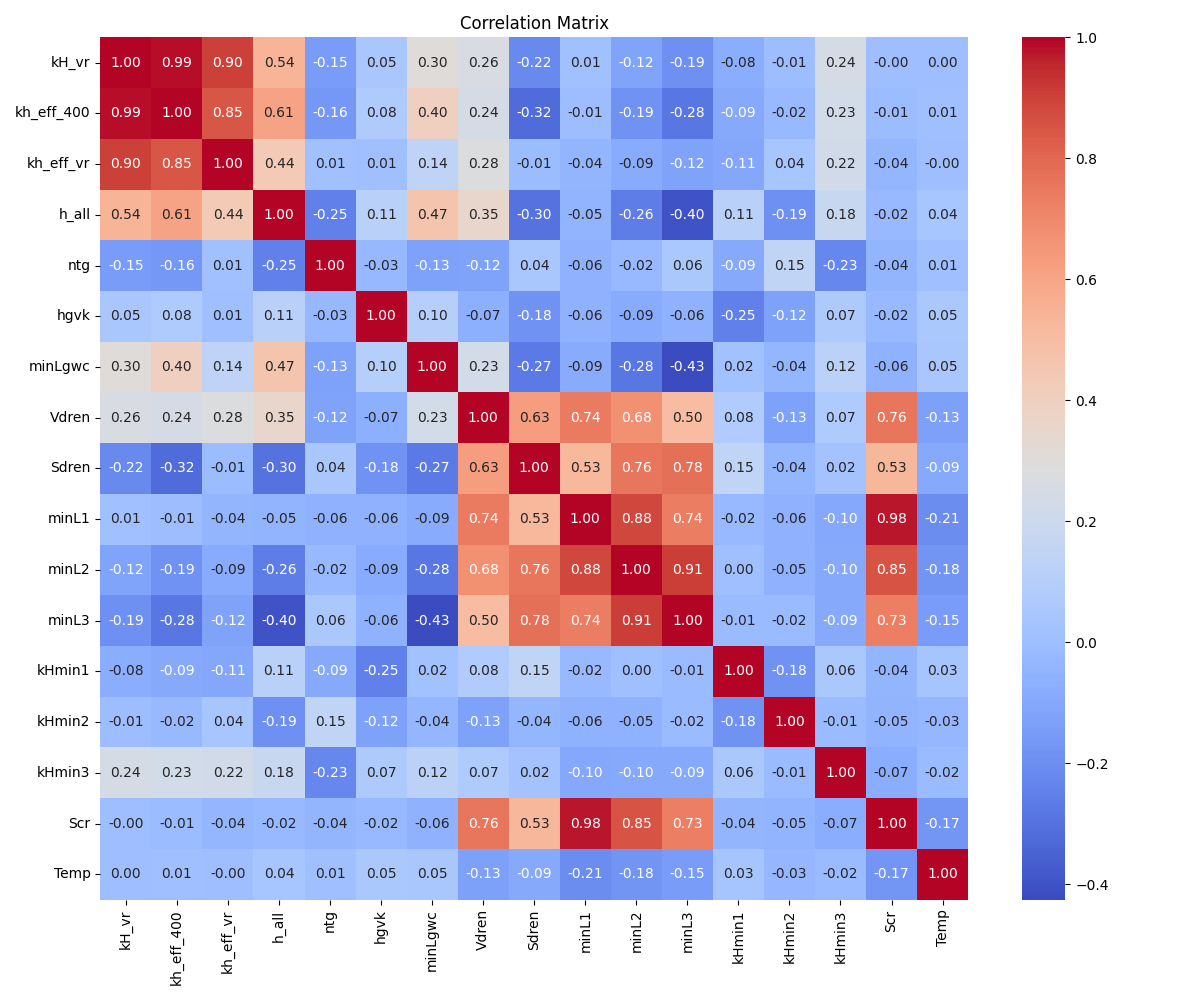 Correlation Matrix
kH_vr 1.00 0.99 0.90 0.54 -0.15 0.05 0.30 0.26 -0.22 0.01 -0.12 -0.19 -0.08 -0.01 0.24 -0.00 0.00
kh_eff_400 0.99 1.00 0.85 0.61 -0.16 0.08 0.40 0.24 -0.32 -0.01 -0.19 -0.28 -0.09 -0.02 0.23 -0.01 0.01
kh_eff_vr 0.90 0.85 1.00 0.44 0.01 0.01 0.14 0.28 -0.01 -0.04 -0.09 -0.12 -0.11 0.04 0.22 -0.04 -0.00
h_all 0.54 0.61 0.44 1.00 -0.25 0.11 0.47 0.35 -0.30 -0.05 -0.26 -0.40 0.11 -0.19 0.18 -0.02 0.04
ntg -0.15 -0.16 0.01 -0.25 1.00 -0.03 -0.13 -0.12 0.04 -0.06 -0.02 0.06 -0.09 0.15 -0.23 -0.04 0.01
hgvk 0.05 0.08 0.01 0.11 -0.03 1.00 0.10 -0.07 -0.18 -0.06 -0.09 -0.06 -0.25 -0.12 0.07 -0.02 0.05
minLgwc 0.30 0.40 0.14 0.47 -0.13 0.10 1.00 0.23 -0.27 -0.09 -0.28 -0.43 0.02 -0.04 0.12 -0.06 0.05
Vdren 0.26 0.24 0.28 0.35 -0.12 -0.07 0.23 1.00 0.63 0.74 0.68 0.50 0.08 -0.13 0.07 0.76 -0.13
Sdren -0.22 -0.32 -0.01 -0.30 0.04 -0.18 -0.27 0.63 1.00 0.53 0.76 0.78 0.15 -0.04 0.02 0.53 -0.09
minL1 0.01 -0.01 -0.04 -0.05 -0.06 -0.06 -0.09 0.74 0.53 1.00 0.88 0.74 -0.02 -0.06 -0.10 0.98 -0.21
minL2 -0.12 -0.19 -0.09 -0.26 -0.02 -0.09 -0.28 0.68 0.76 0.88 1.00 0.91 0.00 -0.05 -0.10 0.85 -0.18
minL3 -0.19 -0.28 -0.12 -0.40 0.06 -0.06 -0.43 0.50 0.78 0.74 0.91 1.00 -0.01 -0.02 -0.09 0.73 -0.15
kHmin1 -0.08 -0.09 -0.11 0.11 -0.09 -0.25 0.02 0.08 0.15 -0.02 0.00 -0.01 1.00 -0.18 0.06 -0.04 0.03
kHmin2 -0.01 -0.02 0.04 -0.19 0.15 -0.12 -0.04 -0.13 -0.04 -0.06 -0.05 -0.02 -0.18 1.00 -0.01 -0.05 -0.03
kHmin3 0.24 0.23 0.22 0.18 -0.23 0.07 0.12 0.07 0.02 -0.10 -0.10 -0.09 0.06 -0.01 1.00 -0.07 -0.02
Scr -0.00 -0.01 -0.04 -0.02 -0.04 -0.02 -0.06 0.76 0.53 0.98 0.85 0.73 -0.04 -0.05 -0.07 1.00 -0.17
Temp 0.00 0.01 -0.00 0.04 0.01 0.05 0.05 -0.13 -0.09 -0.21 -0.18 -0.15 0.03 -0.03 -0.02 -0.17 1.00
kH_vr kh_eff_400 kh_eff_vr h_all ntg hgvk minLgwc Vdren Sdren minL1 minL2 minL3 kHmin1 kHmin2 kHmin3 Scr Temp
1.0
0.8
0.6
0.4
0.2
0.0
−0.2
−0.4